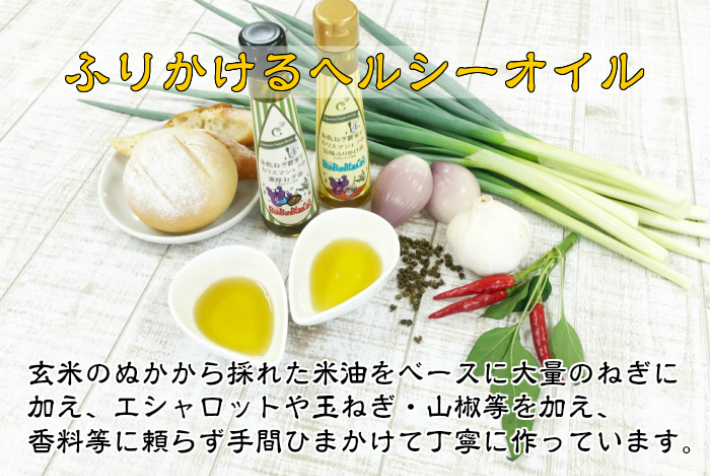 ふりかけるヘルシーオイル
玄米のぬかから採れた米油をベースに大量のねぎに
加え、エシャロットや玉ねぎ・山椒等を加え、
香料等に頼らず手間ひまかけて丁寧に作っています。